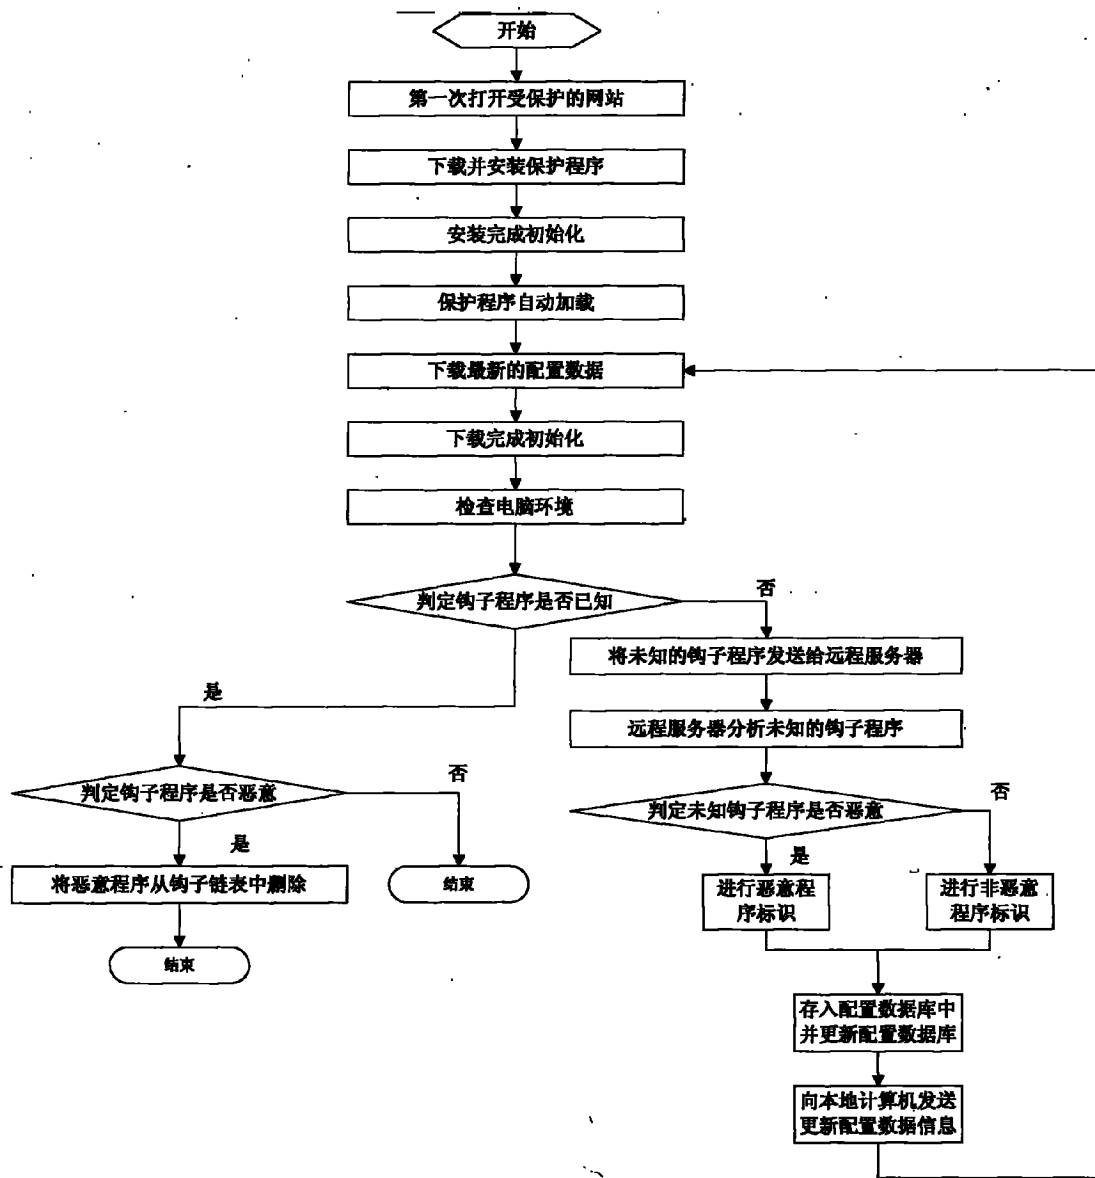 开始
第一次打开受保护的网站
下载并安装保护程序
安装完成初始化
保护程序自动加载
下载最新的配置数据
下载完成初始化
检查电脑环境
判定钩子程序是否已知
否
将未知的钩子程序发送给远程服务器
是
远程服务器分析未知的钩子程序
判定钩子程序是否恶意
否
判定未知钩子程序是否恶意
否
是
是
将恶意程序从钩子链表中删除
结束
进行恶意程
序标识
进行非恶意
程序标识
结束
存入配置数据库中
并更新配置数据库
向本地计算机发送
更新配置数据信息